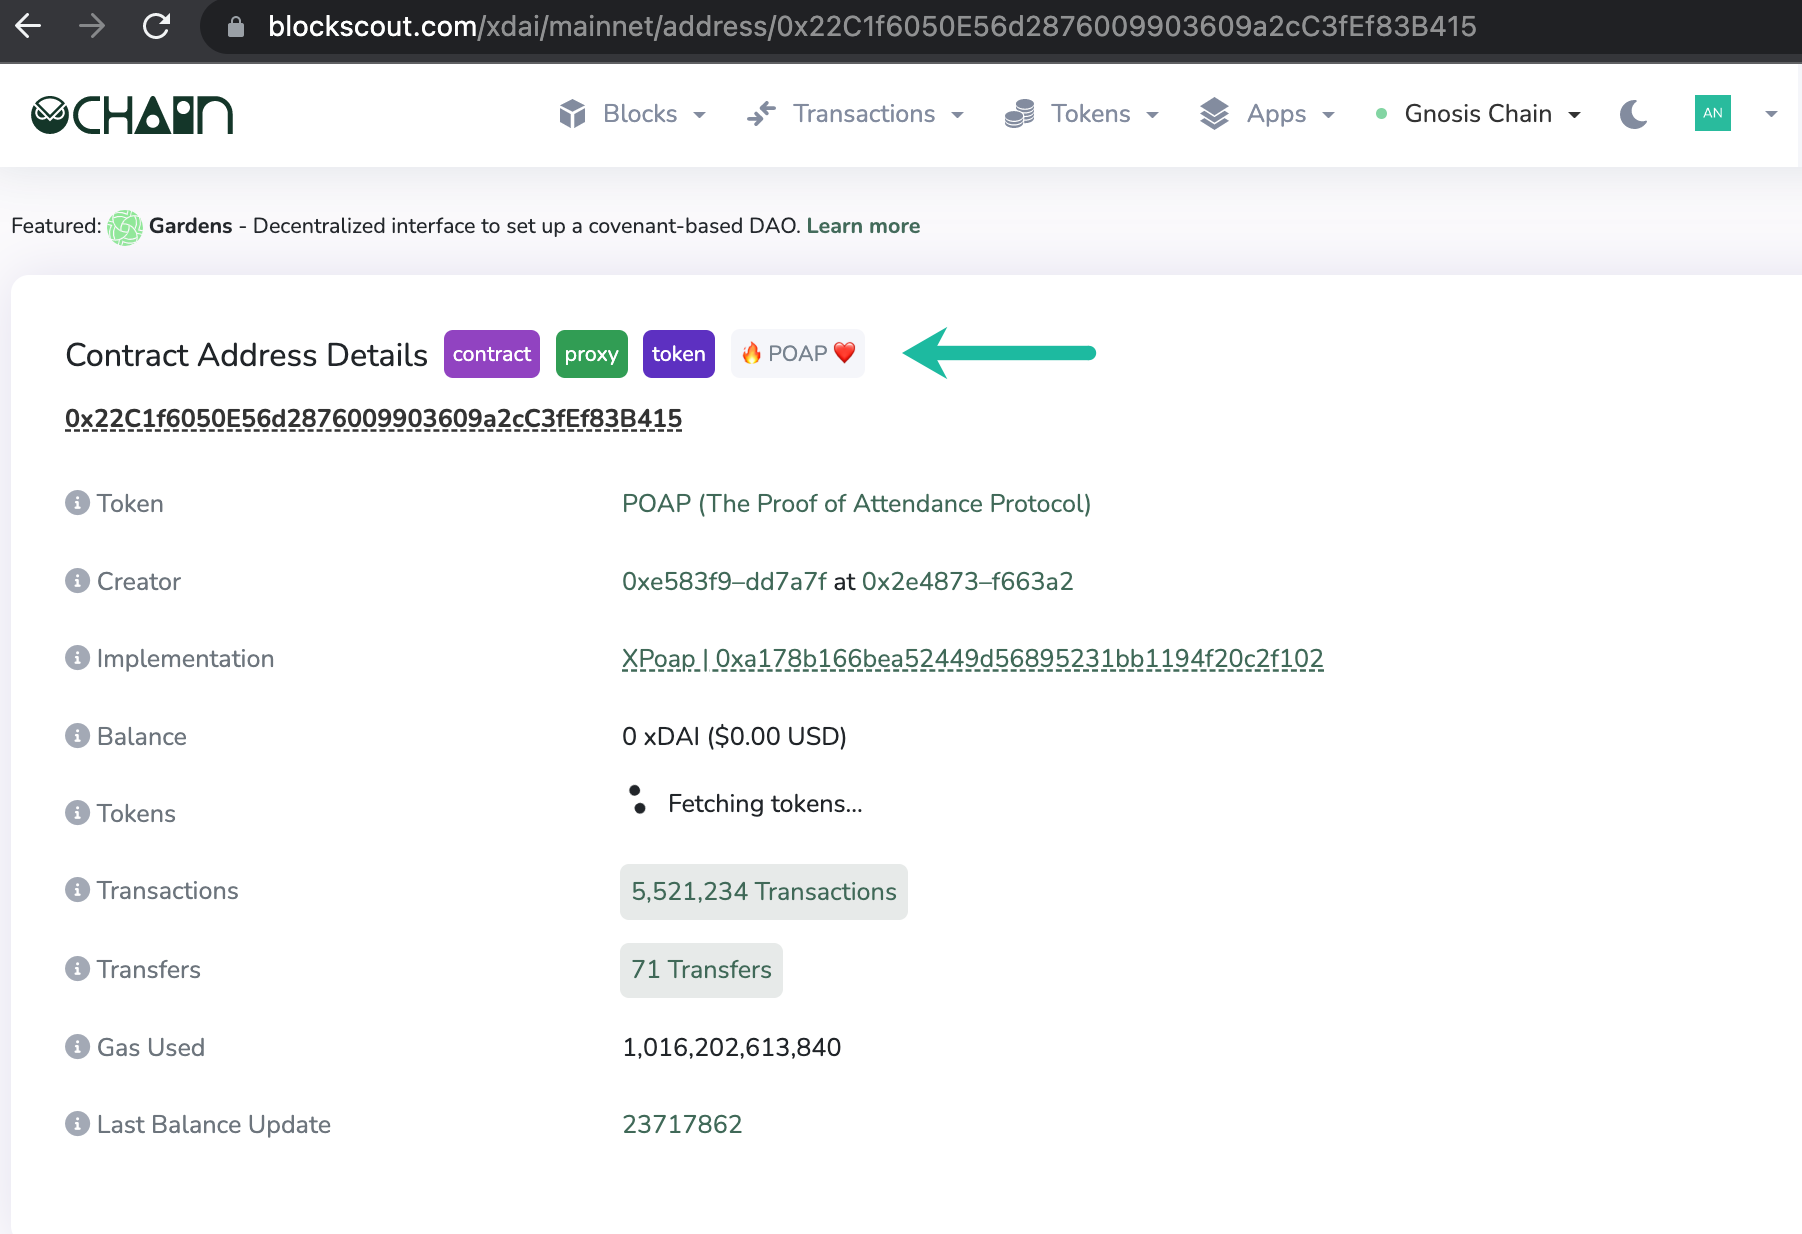 blockscout.com/xdai/mainnet/address/0x22C1f6050E56d2876009903609a2cC3fEf83B415
CHAIN Blocks Transactions Tokens Apps Gnosis Chain AN
Featured: Gardens - Decentralized interface to set up a covenant-based DAO. Learn more
Contract Address Details contract proxy token 🔥 POAP ❤️
0x22C1f6050E56d2876009903609a2cC3fEf83B415
Token POAP (The Proof of Attendance Protocol)
Creator 0xe583f9–dd7a7f at 0x2e4873–f663a2
Implementation XPoap | 0xa178b166bea52449d56895231bb1194f20c2f102
Balance 0 xDAI ($0.00 USD)
Tokens Fetching tokens...
Transactions 5,521,234 Transactions
Transfers 71 Transfers
Gas Used 1,016,202,613,840
Last Balance Update 23717862